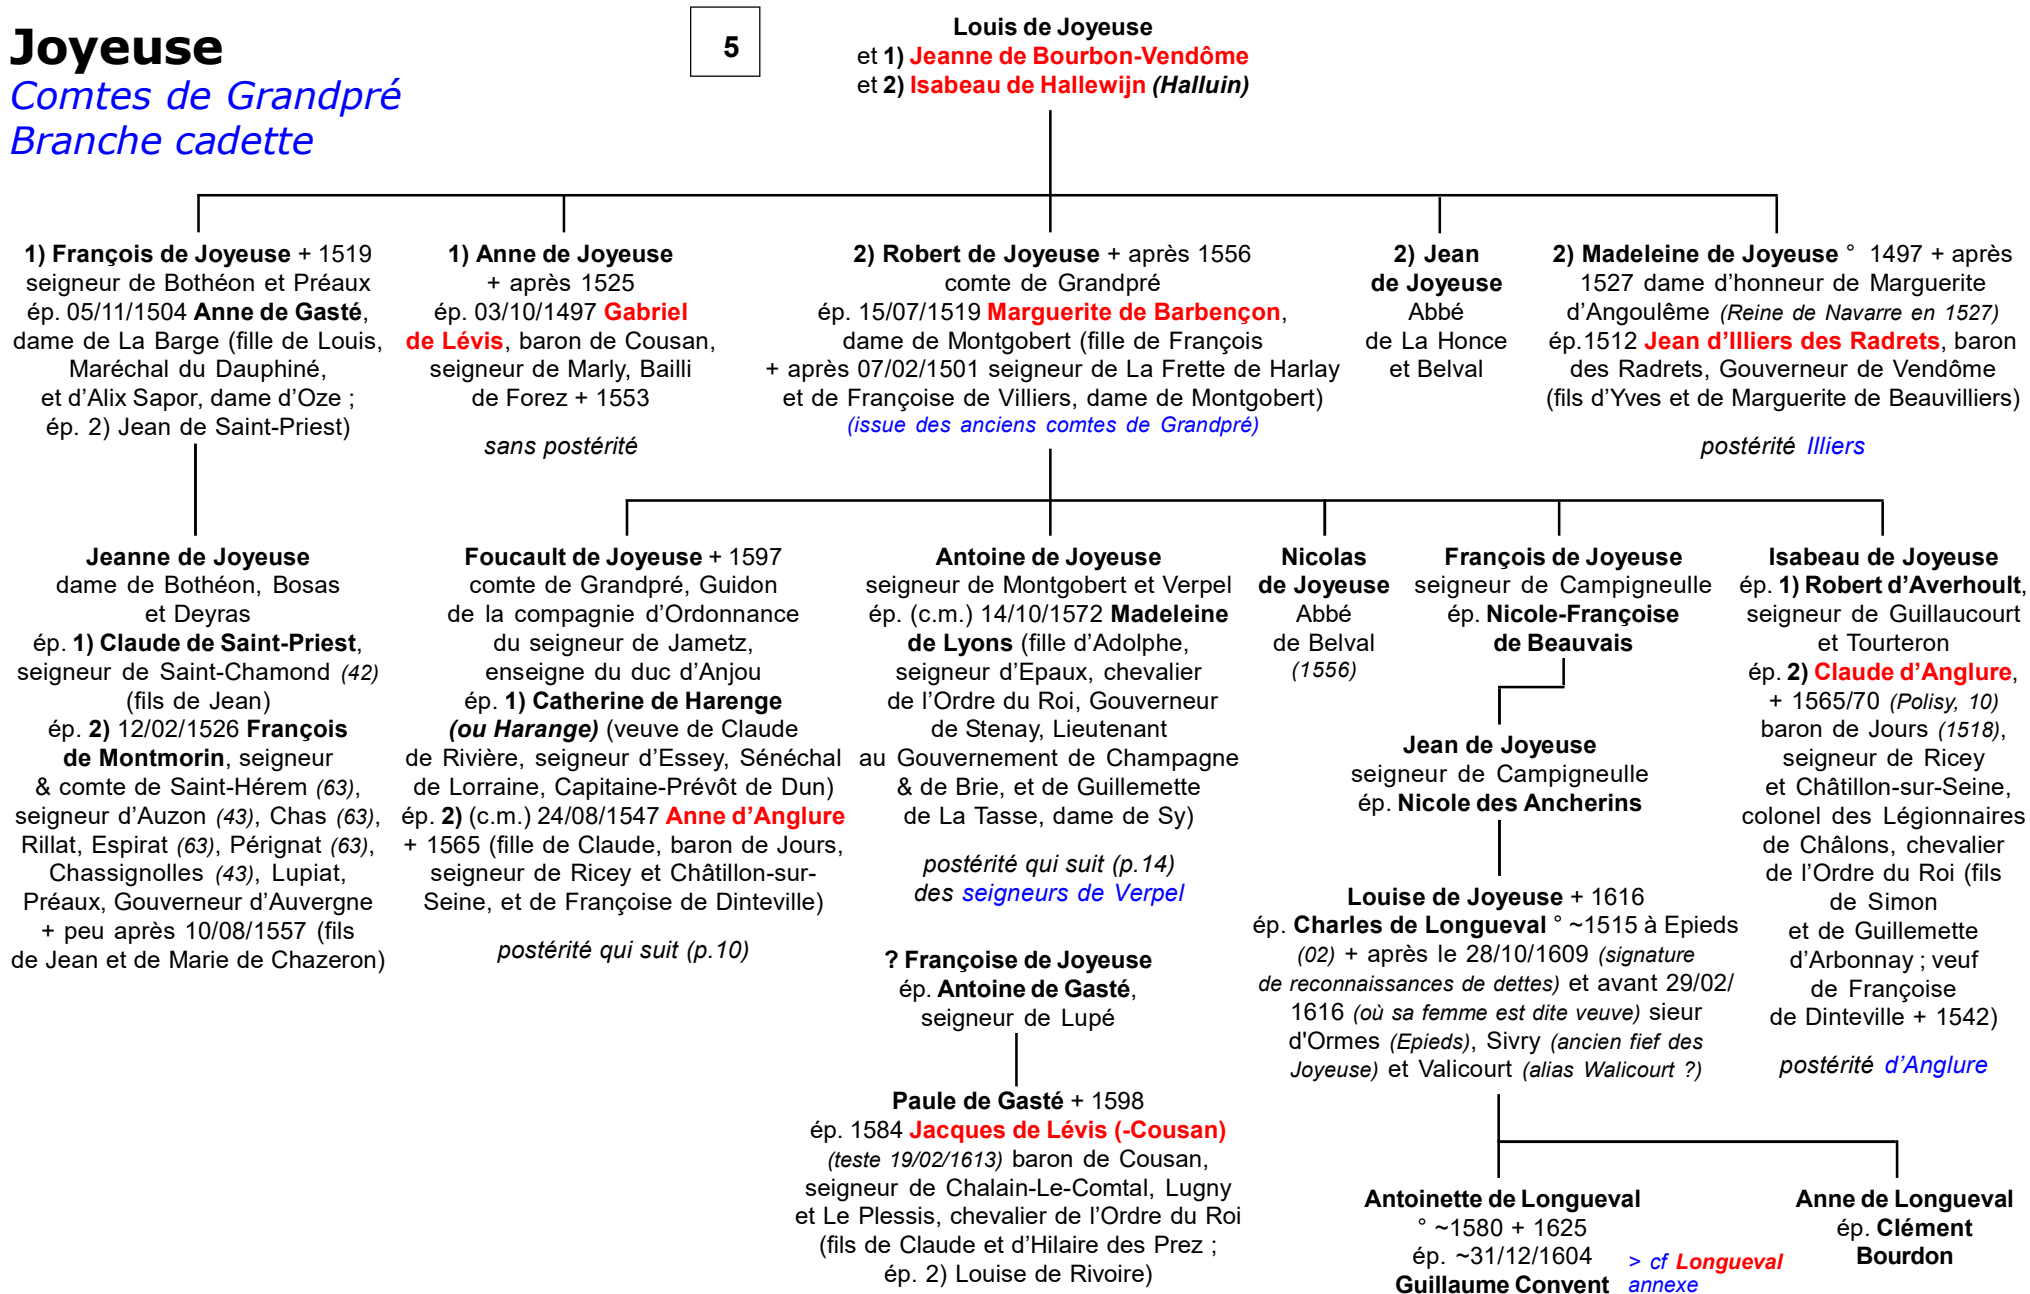 Joyeuse
Comtes de Grandpré
Branche cadette
5
Louis de Joyeuse
et 1) Jeanne de Bourbon-Vendôme
et 2) Isabeau de Hallewijn (Halluin)
1) François de Joyeuse + 1519
seigneur de Bothéon et Préaux
ép. 05/11/1504 Anne de Gasté,
dame de La Barge (fille de Louis,
Maréchal du Dauphiné,
et d’Alix Sapor, dame d’Oze ;
ép. 2) Jean de Saint-Priest)
1) Anne de Joyeuse
+ après 1525
ép. 03/10/1497 Gabriel
de Lévis, baron de Cousan,
seigneur de Marly, Bailli
de Forez + 1553
sans postérité
2) Robert de Joyeuse + après 1556
comte de Grandpré
ép. 15/07/1519 Marguerite de Barbençon,
dame de Montgobert (fille de François
+ après 07/02/1501 seigneur de La Frette de Harlay
et de Françoise de Villiers, dame de Montgobert)
(issue des anciens comtes de Grandpré)
2) Jean
de Joyeuse
Abbé
de La Honce
et Belval
2) Madeleine de Joyeuse ° 1497 + après
1527 dame d’honneur de Marguerite
d’Angoulême (Reine de Navarre en 1527)
ép.1512 Jean d’Illiers des Radrets, baron
des Radrets, Gouverneur de Vendôme
(fils d’Yves et de Marguerite de Beauvilliers)
postérité Illiers
Jeanne de Joyeuse
dame de Bothéon, Bosas
et Deyras
ép. 1) Claude de Saint-Priest,
seigneur de Saint-Chamond (42)
(fils de Jean)
ép. 2) 12/02/1526 François
de Montmorin, seigneur
& comte de Saint-Hérem (63),
seigneur d’Auzon (43), Chas (63),
Rillat, Espirat (63), Pérignat (63),
Chassignolles (43), Lupiat,
Préaux, Gouverneur d’Auvergne
+ peu après 10/08/1557 (fils
de Jean et de Marie de Chazeron)
Foucault de Joyeuse + 1597
comte de Grandpré, Guidon
de la compagnie d’Ordonnance
du seigneur de Jametz,
enseigne du duc d’Anjou
ép. 1) Catherine de Harenge
(ou Harange) (veuve de Claude
de Rivière, seigneur d’Essey, Sénéchal
de Lorraine, Capitaine-Prévôt de Dun)
ép. 2) (c.m.) 24/08/1547 Anne d’Anglure
+ 1565 (fille de Claude, baron de Jours,
seigneur de Ricey et Châtillon-sur-
Seine, et de Françoise de Dinteville)
postérité qui suit (p.10)
Antoine de Joyeuse
seigneur de Montgobert et Verpel
ép. (c.m.) 14/10/1572 Madeleine
de Lyons (fille d’Adolphe,
seigneur d’Epaux, chevalier
de l’Ordre du Roi, Gouverneur
de Stenay, Lieutenant
au Gouvernement de Champagne
& de Brie, et de Guillemette
de La Tasse, dame de Sy)
postérité qui suit (p.14)
des seigneurs de Verpel
? Françoise de Joyeuse
ép. Antoine de Gasté,
seigneur de Lupé
Paule de Gasté + 1598
ép. 1584 Jacques de Lévis (-Cousan)
(teste 19/02/1613) baron de Cousan,
seigneur de Chalain-Le-Comtal, Lugny
et Le Plessis, chevalier de l’Ordre du Roi
(fils de Claude et d’Hilaire des Prez ;
ép. 2) Louise de Rivoire)
Nicolas
de Joyeuse
Abbé
de Belval
(1556)
François de Joyeuse
seigneur de Campigneulle
ép. Nicole-Françoise
de Beauvais
Jean de Joyeuse
seigneur de Campigneulle
ép. Nicole des Ancherins
Louise de Joyeuse + 1616
ép. Charles de Longueval ° ~1515 à Epieds
(02) + après le 28/10/1609 (signature
de reconnaissances de dettes) et avant 29/02/
1616 (où sa femme est dite veuve) sieur
d'Ormes (Epieds), Sivry (ancien fief des
Joyeuse) et Valicourt (alias Walicourt ?)
Isabeau de Joyeuse
ép. 1) Robert d’Averhoult,
seigneur de Guillaucourt
et Tourteron
ép. 2) Claude d’Anglure,
+ 1565/70 (Polisy, 10)
baron de Jours (1518),
seigneur de Ricey
et Châtillon-sur-Seine,
colonel des Légionnaires
de Châlons, chevalier
de l’Ordre du Roi (fils
de Simon
et de Guillemette
d’Arbonnay ; veuf
de Françoise
de Dinteville + 1542)
postérité d’Anglure
Antoinette de Longueval
° ~1580 + 1625
ép. ~31/12/1604
Guillaume Convent
> cf Longueval
annexe
Anne de Longueval
ép. Clément
Bourdon